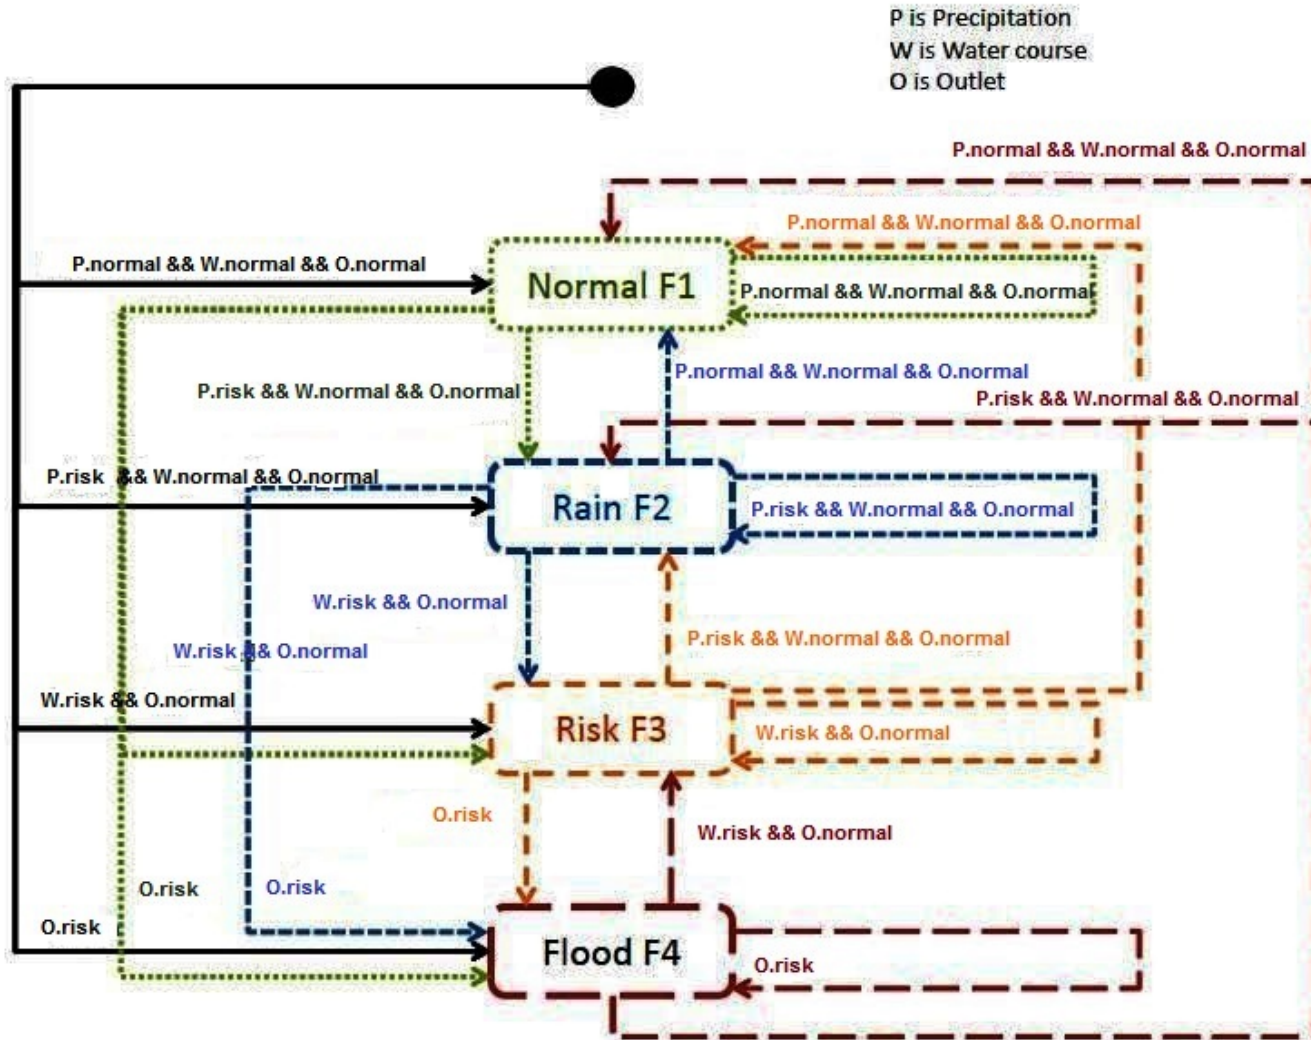 P is Precipitation
W is Water course
O is Outlet
P.normal && W.normal && O.normal
P.normal && W.normal && O.normal
P.normal && W.normal && O.normal
Normal F1
P.normal && W.normal && O.normal
P.risk && W.normal && O.normal
P.normal && W.normal && O.normal
P.risk && W.normal && O.normal
P.risk && W.normal && O.normal
Rain F2
P.risk && W.normal && O.normal
W.risk && O.normal
P.risk && W.normal && O.normal
W.risk && O.normal
W.risk && O.normal
Risk F3
W.risk && O.normal
O.risk
W.risk && O.normal
O.risk
O.risk
O.risk
Flood F4
O.risk